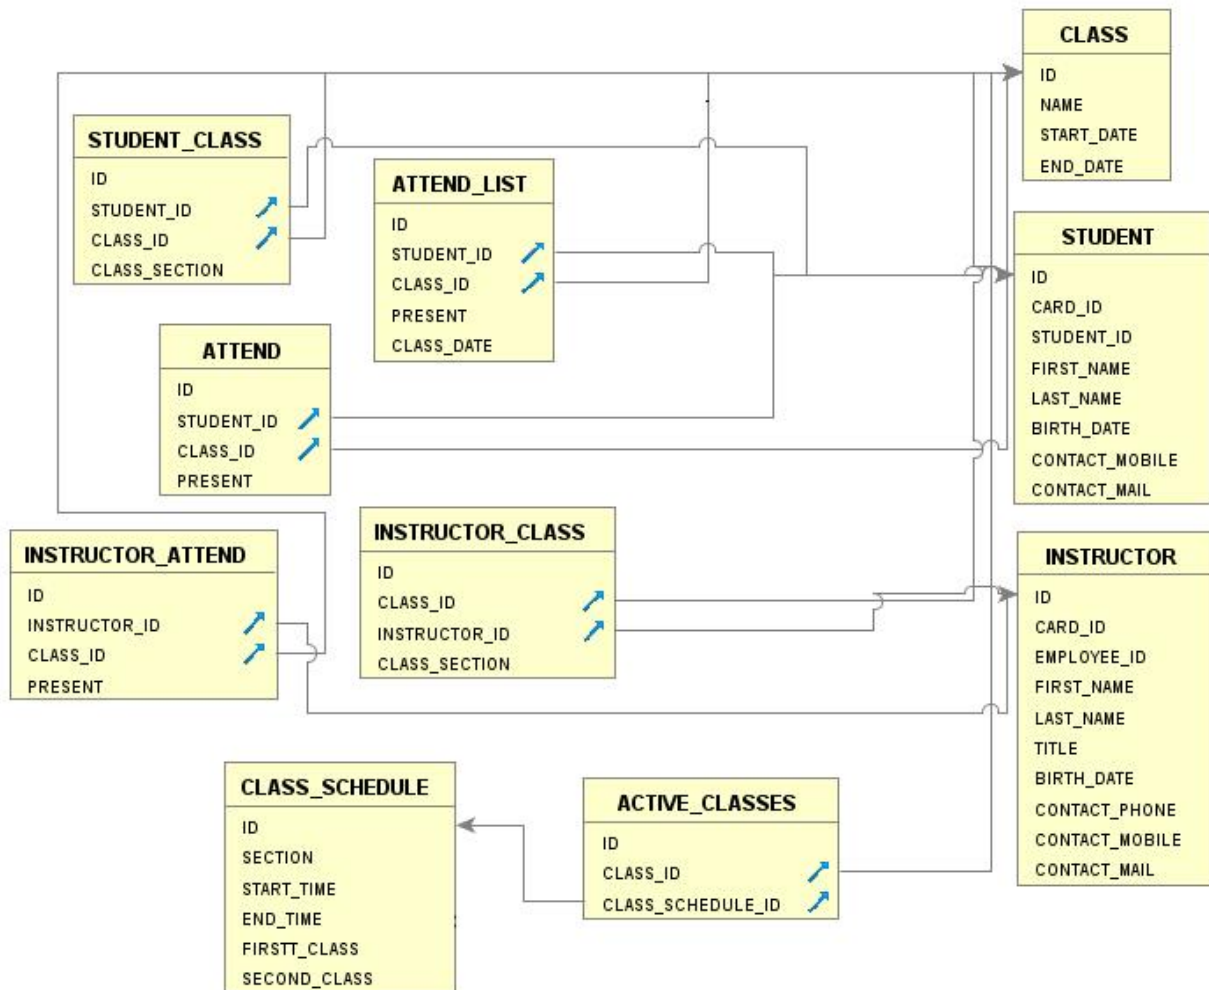 CLASS
ID
NAME
START_DATE
END_DATE
STUDENT_CLASS
ID
STUDENT_ID
CLASS_ID
CLASS_SECTION
ATTEND_LIST
ID
STUDENT_ID
CLASS_ID
PRESENT
CLASS_DATE
STUDENT
ID
CARD_ID
STUDENT_ID
FIRST_NAME
LAST_NAME
BIRTH_DATE
CONTACT_MOBILE
CONTACT_MAIL
ATTEND
ID
STUDENT_ID
CLASS_ID
PRESENT
INSTRUCTOR_ATTEND
ID
INSTRUCTOR_ID
CLASS_ID
PRESENT
INSTRUCTOR_CLASS
ID
CLASS_ID
INSTRUCTOR_ID
CLASS_SECTION
INSTRUCTOR
ID
CARD_ID
EMPLOYEE_ID
FIRST_NAME
LAST_NAME
TITLE
BIRTH_DATE
CONTACT_PHONE
CONTACT_MOBILE
CONTACT_MAIL
CLASS_SCHEDULE
ID
SECTION
START_TIME
END_TIME
FIRSTT_CLASS
SECOND_CLASS
ACTIVE_CLASSES
ID
CLASS_ID
CLASS_SCHEDULE_ID